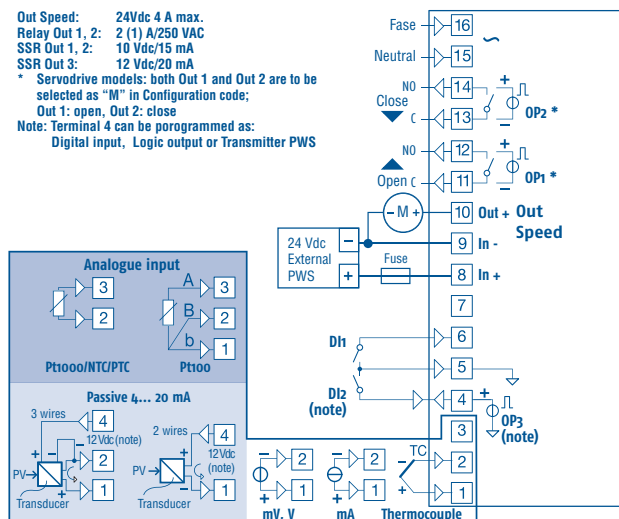 Out Speed: 24Vdc 4 A max.
Relay Out 1, 2: 2 (1) A/250 VAC
SSR Out 1, 2: 10 Vdc/15 mA
SSR Out 3: 12 Vdc/20 mA
* Servodrive models: both Out 1 and Out 2 are to be
selected as “M” in Configuration code;
Out 1: open, Out 2: close
Note: Terminal 4 can be porogrammed as:
Digital input, Logic output or Transmitter PWS
Fase 16
~
Neutral 15
NO 14
Close
C 13
+
−
OP2 *
NO 12
Open C 11
+
−
OP1 *
− M + 10 Out + Out
Speed
24 Vdc
External
PWS
−
+
Fuse
9 In -
8 In +
7
DI1
6
5
DI2
(note)
4
+
OP3
(note)
3
TC
− 2
+ 1
Thermocouple
Analogue input
3
2
Pt1000/NTC/PTC
A 3
B 2
b 1
Pt100
Passive 4... 20 mA
3 wires 4
12Vdc(note)
+ − −
2
PV
+
1
Transducer
2 wires 4
12Vdc
(note)
+
2
PV
−
1
Transducer
− 2
+ 1
mV, V
− 2
+ 1
mA